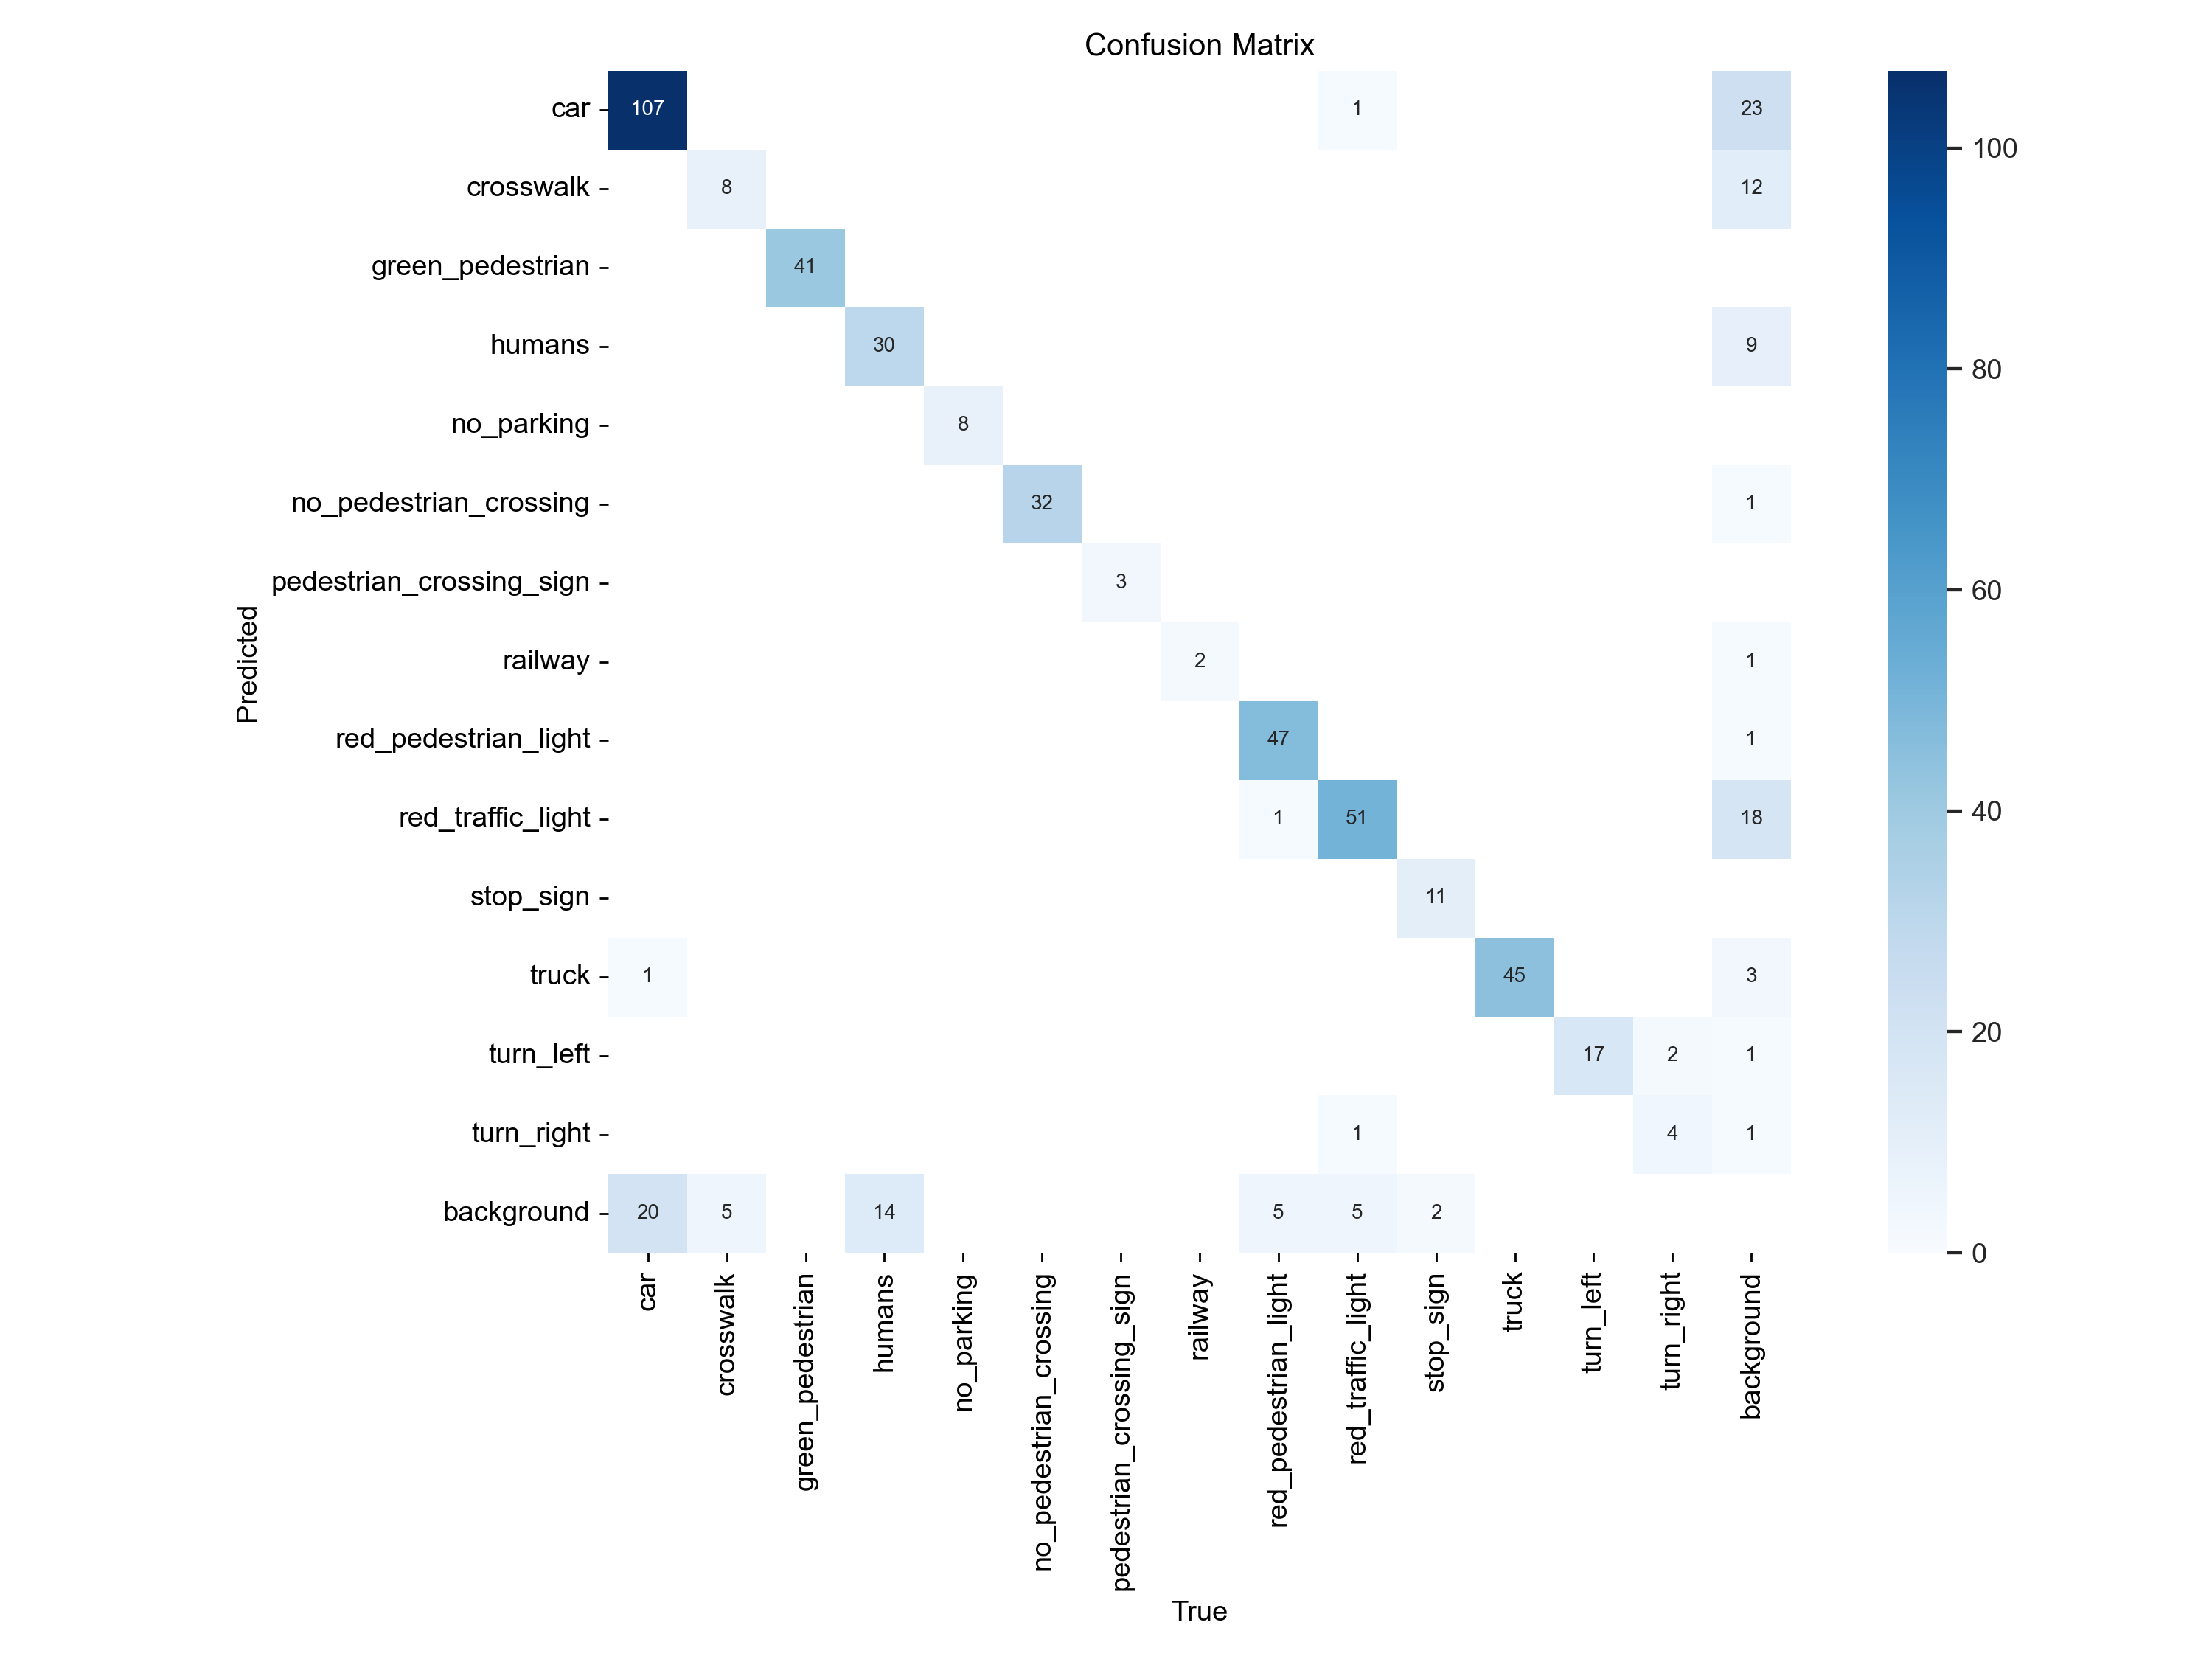 Confusion Matrix
car 107 1 23
crosswalk 8 12
green_pedestrian 41
humans 30 9
no_parking 8
no_pedestrian_crossing 32 1
pedestrian_crossing_sign 3
railway 2 1
red_pedestrian_light 47 1
red_traffic_light 1 51 18
stop_sign 11
truck 1 45 3
turn_left 17 2 1
turn_right 1 4 1
background 20 5 14 5 5 2
Predicted
car
crosswalk
green_pedestrian
humans
no_parking
no_pedestrian_crossing
pedestrian_crossing_sign
railway
red_pedestrian_light
red_traffic_light
stop_sign
truck
turn_left
turn_right
background
True
100
80
60
40
20
0